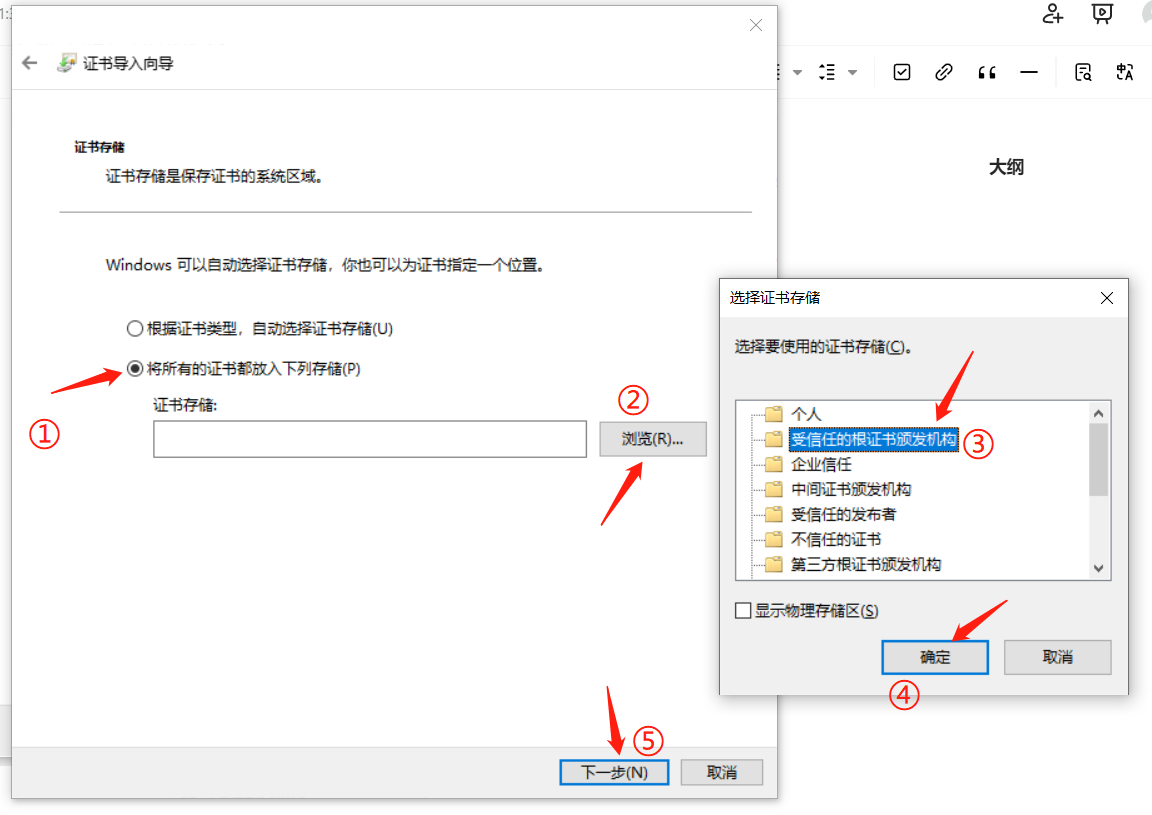 证书导入向导
证书存储
证书存储是保存证书的系统区域。
Windows 可以自动选择证书存储，你也可以为证书指定一个位置。
根据证书类型，自动选择证书存储(U)
将所有的证书都放入下列存储(P)
①
证书存储:
②
浏览(R)...
⑤
下一步(N)
取消
大纲
选择证书存储
选择要使用的证书存储(C)。
个人
受信任的根证书颁发机构
③
企业信任
中间证书颁发机构
受信任的发布者
不信任的证书
第三方根证书颁发机构
显示物理存储区(S)
确定
取消
④